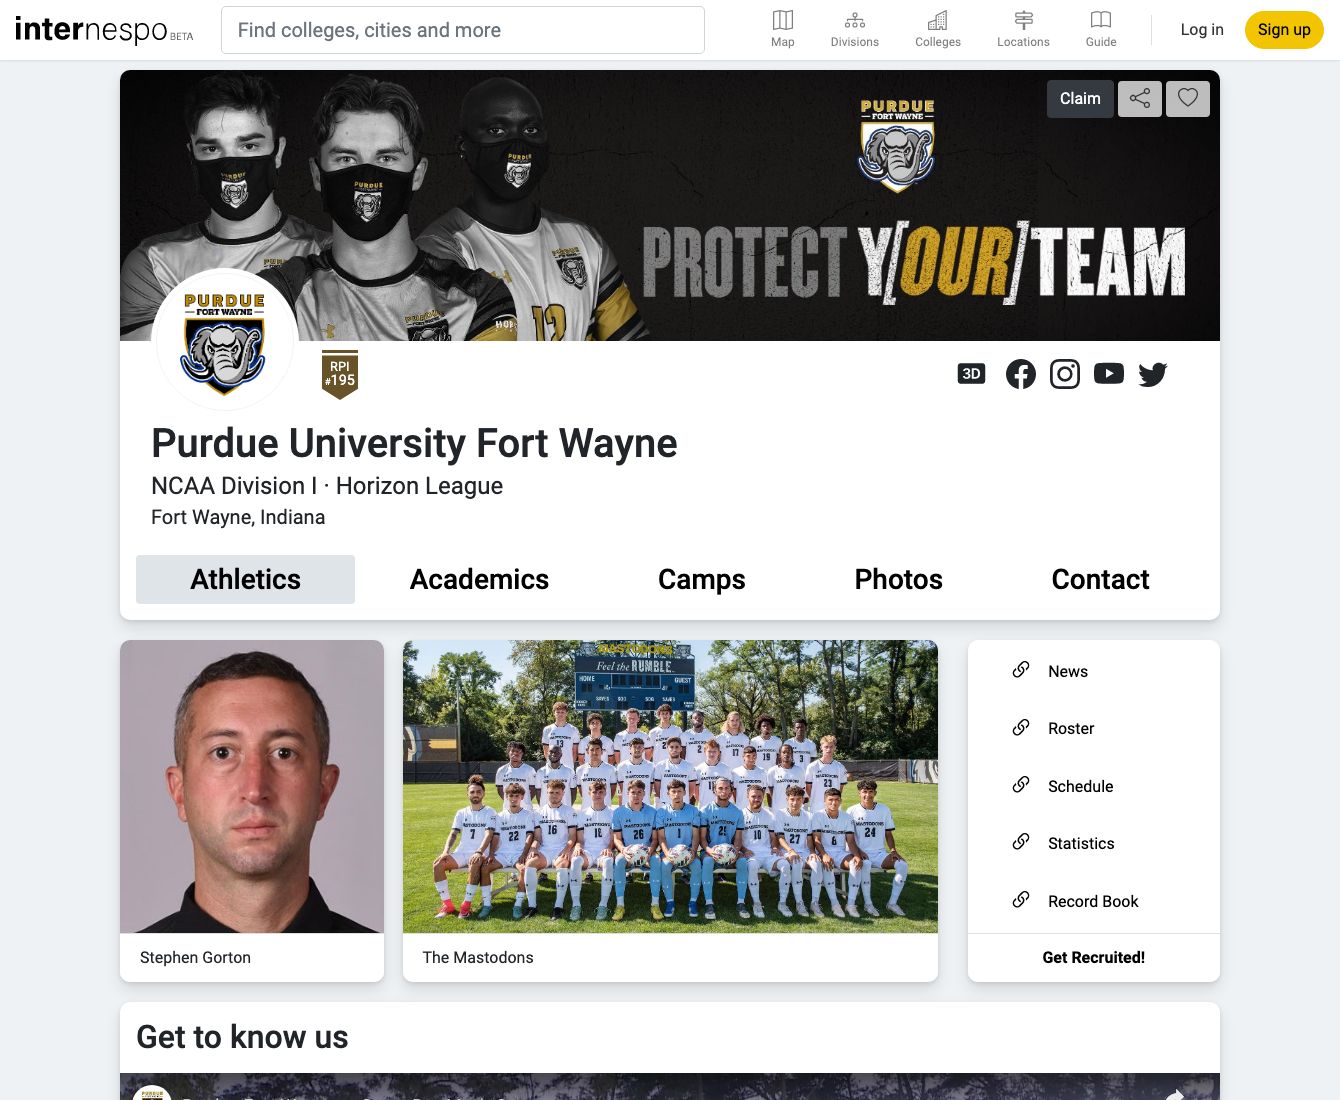 internespo BETA
Find colleges, cities and more
Map
Divisions
Colleges
Locations
Guide
Log in
Sign up
Claim
PURDUE
FORT WAYNE
PROTECT Y[OUR]TEAM
PURDUE
FORT WAYNE
RPI
#195
3D
Purdue University Fort Wayne
NCAA Division I · Horizon League
Fort Wayne, Indiana
Athletics
Academics
Camps
Photos
Contact
MASTODONS
Feel the RUMBLE
HOME
GUEST
Stephen Gorton
The Mastodons
News
Roster
Schedule
Statistics
Record Book
Get Recruited!
Get to know us